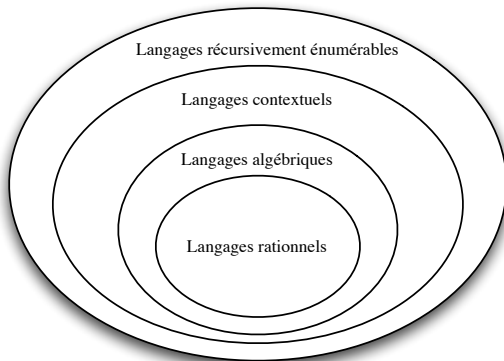 Langages récursivement énumérables
Langages contextuels
Langages algébriques
Langages rationnels